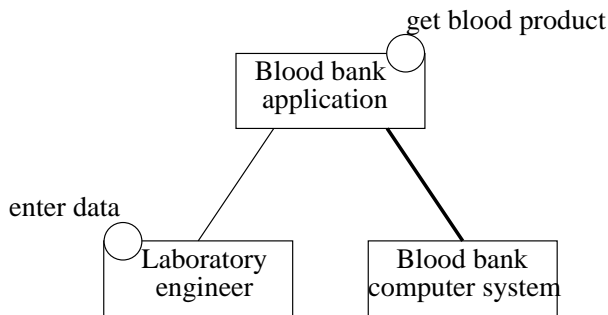 get blood product
Blood bank
application
enter data
Laboratory
engineer
Blood bank
computer system